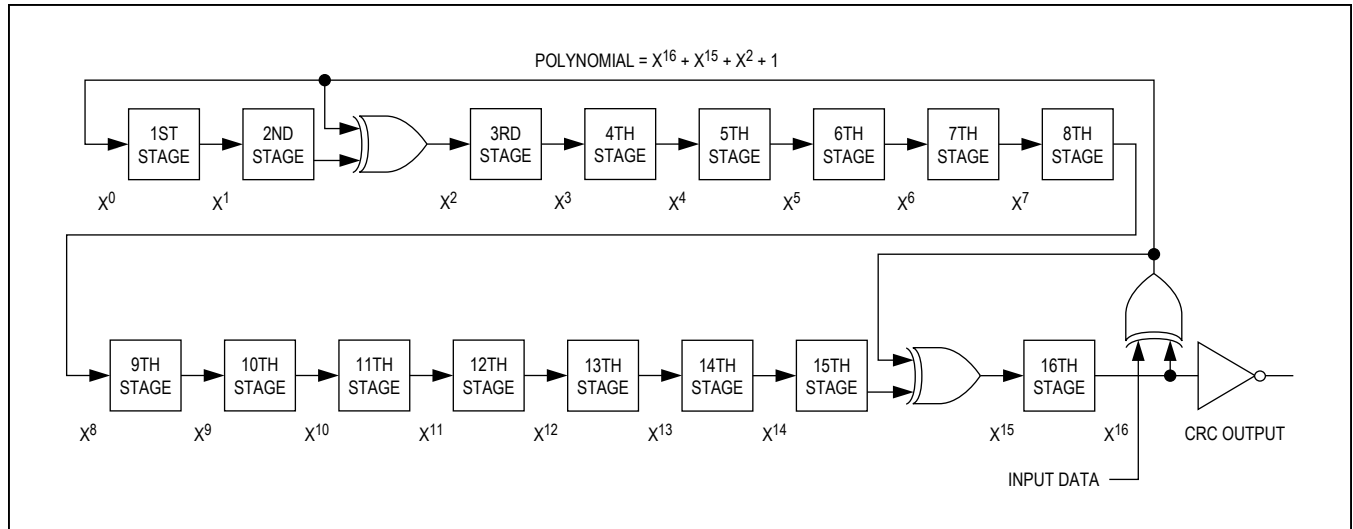 POLYNOMIAL = X16 + X15 + X2 + 1
1ST
STAGE
2ND
STAGE
3RD
STAGE
4TH
STAGE
5TH
STAGE
6TH
STAGE
7TH
STAGE
8TH
STAGE
X0
X1
X2
X3
X4
X5
X6
X7
9TH
STAGE
10TH
STAGE
11TH
STAGE
12TH
STAGE
13TH
STAGE
14TH
STAGE
15TH
STAGE
16TH
STAGE
X8
X9
X10
X11
X12
X13
X14
X15
X16
CRC OUTPUT
INPUT DATA